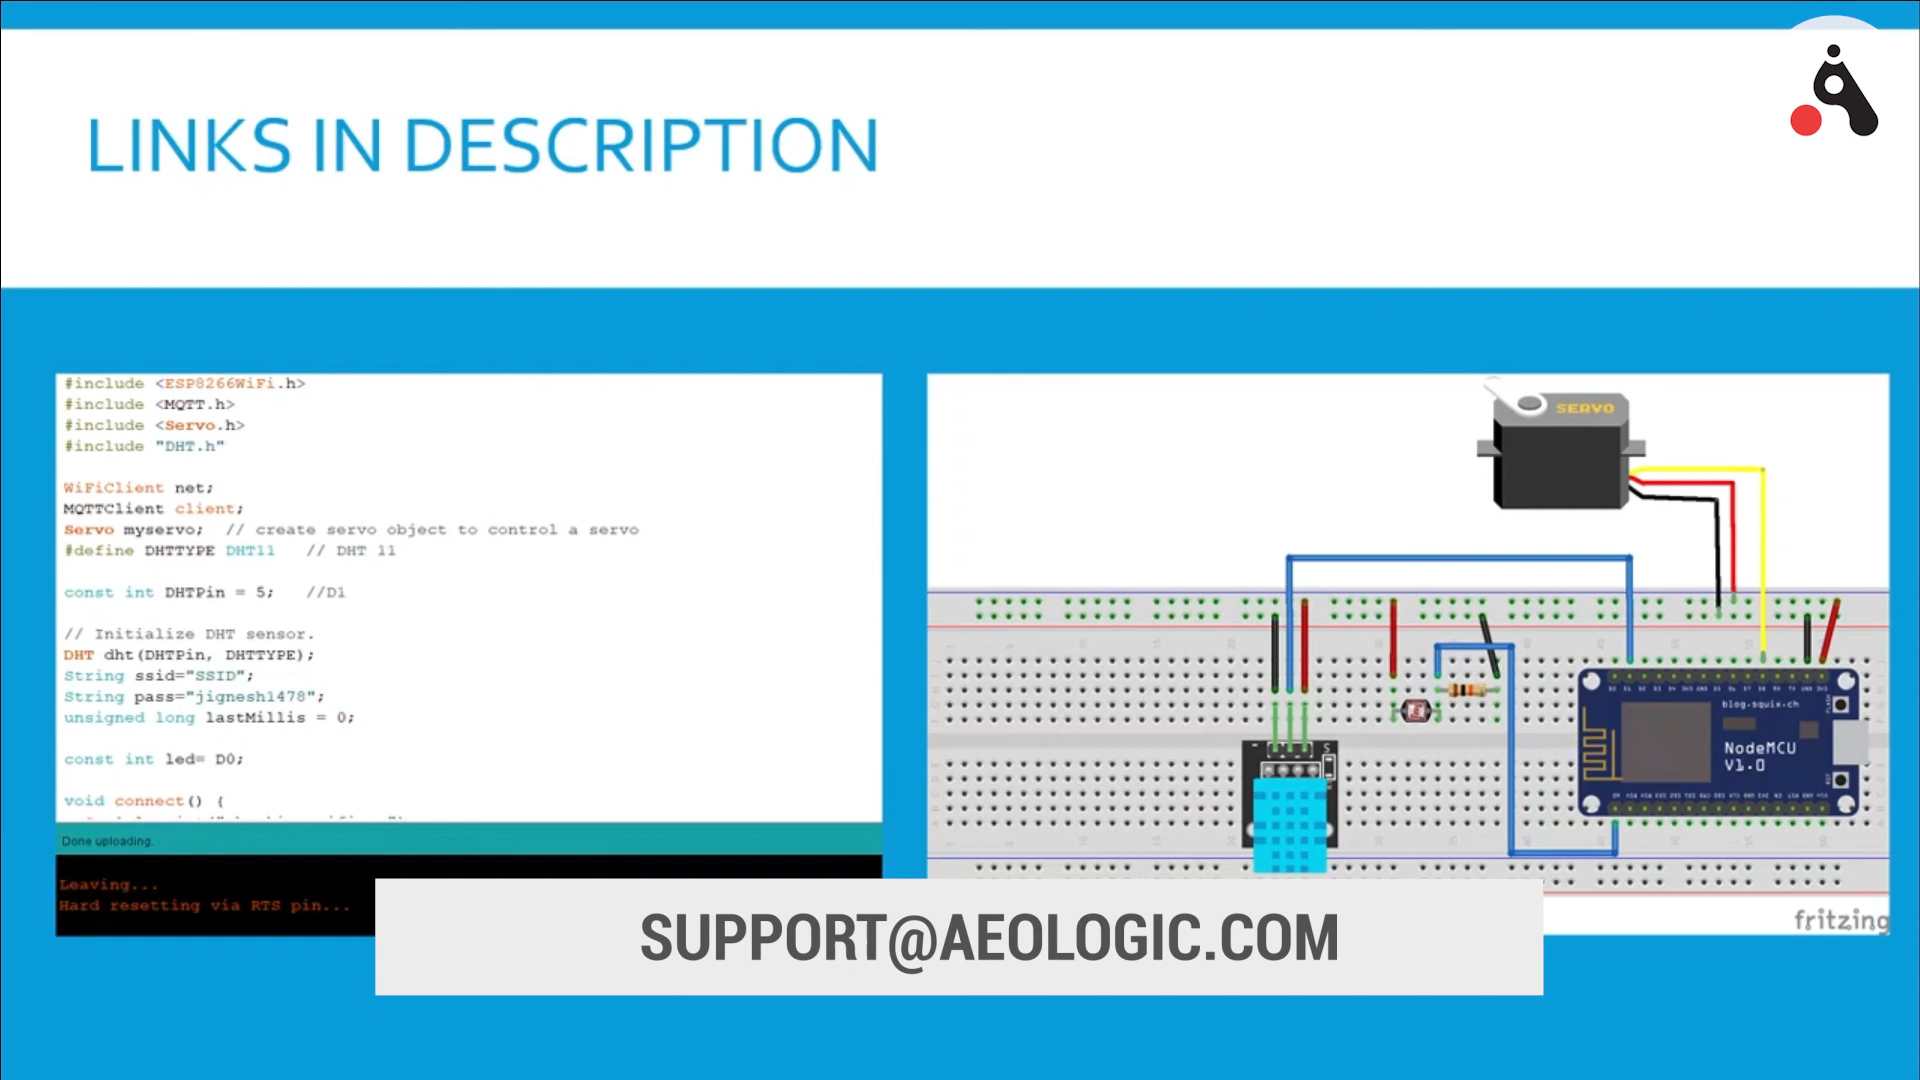 LINKS IN DESCRIPTION
#include <ESP8266WiFi.h>
#include <MQTT.h>
#include <Servo.h>
#include "DHT.h"
WiFiClient net;
MQTTClient client;
Servo myservo; // create servo object to control a servo
#define DHTTYPE DHT11 // DHT 11
const int DHTPin = 5; //D1
// Initialize DHT sensor.
DHT dht(DHTPin, DHTTYPE);
String ssid="SSID";
String pass="jignesh1478";
unsigned long lastMillis = 0;
const int led= D0;
void connect() {
Done uploading.
Leaving...
Hard resetting via RTS pin...
SERVO
blog-squix-ch
NodeMCU
V1.0
S
fritzing
SUPPORT@AEOLOGIC.COM